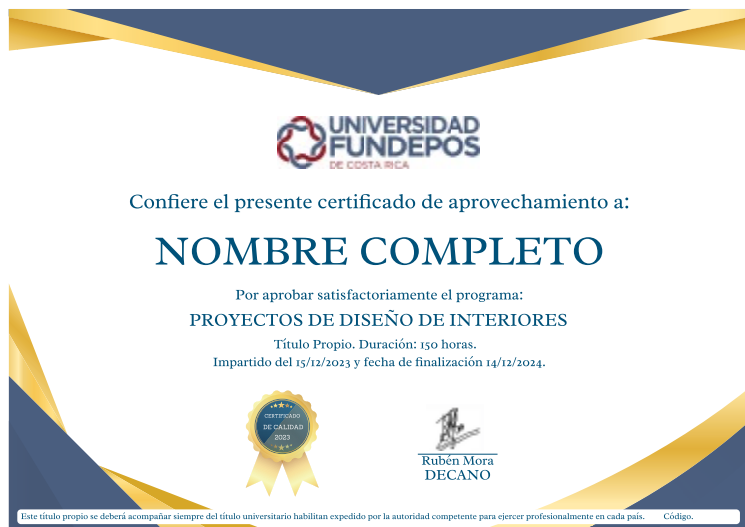 UNIVERSIDAD
FUNDEPOS
DE COSTA RICA
Confiere el presente certificado de aprovechamiento a:
NOMBRE COMPLETO
Por aprobar satisfactoriamente el programa:
PROYECTOS DE DISEÑO DE INTERIORES
Título Propio. Duración: 150 horas.
Impartido del 15/12/2023 y fecha de finalización 14/12/2024.
CERTIFICADO
DE CALIDAD
2023
Rubén Mora
DECANO
Este título propio se deberá acompañar siempre del título universitario habilitan expedido por la autoridad competente para ejercer profesionalmente en cada país. Código.